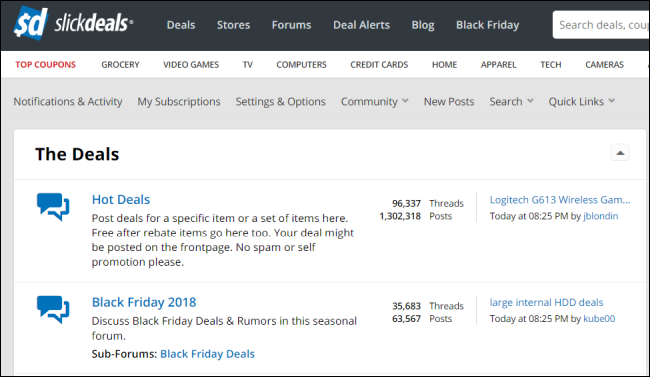 $d slickdeals® Deals Stores Forums Deal Alerts Blog Black Friday Search deals, cou
TOP COUPONS GROCERY VIDEO GAMES TV COMPUTERS CREDIT CARDS HOME APPAREL TECH CAMERAS
Notifications & Activity My Subscriptions Settings & Options Community New Posts Search Quick Links
The Deals
Hot Deals
Post deals for a specific item or a set of items here.
Free after rebate items go here too. Your deal might
be posted on the frontpage. No spam or self
promotion please.
96,337 Threads
1,302,318 Posts
Logitech G613 Wireless Gam...
Today at 08:25 PM by jblondin
Black Friday 2018
Discuss Black Friday Deals & Rumors in this seasonal
forum.
Sub-Forums: Black Friday Deals
35,683 Threads
63,567 Posts
large internal HDD deals
Today at 08:25 PM by kube00